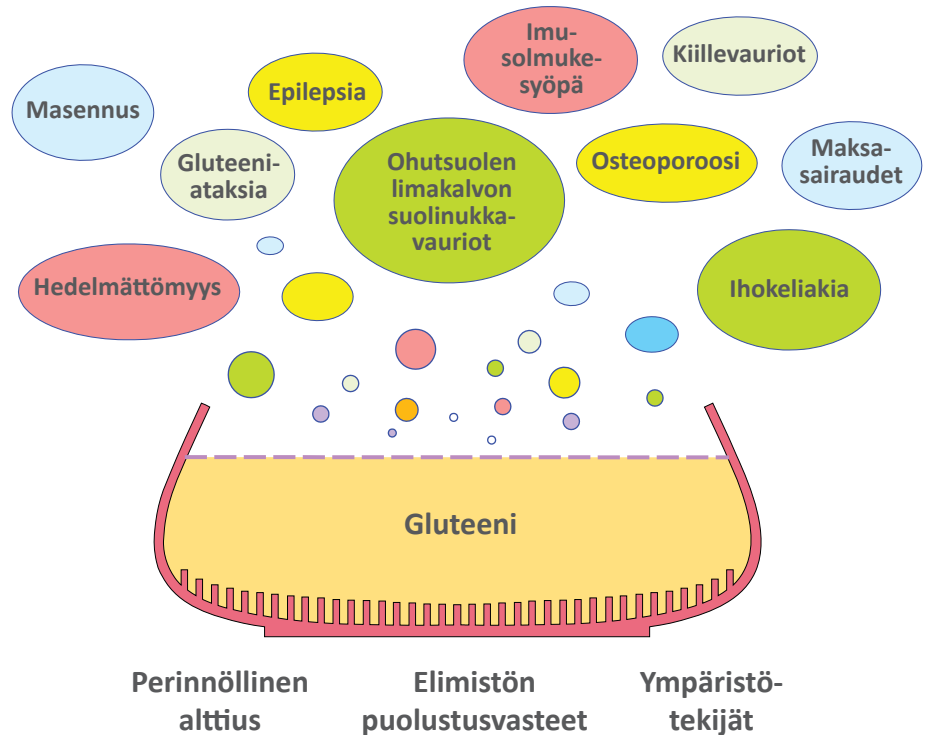 Imu-
solmuke-
syöpä
Kiillevauriot
Epilepsia
Masennus
Gluteeni-
ataksia
Ohutsuolen
limakalvon
suolinukka-
vauriot
Osteoporoosi
Maksa-
sairaudet
Hedelmättömyys
Ihokeliakia
Gluteeni
Perinnöllinen
alttius
Elimistön
puolustusvasteet
Ympäristö-
tekijät